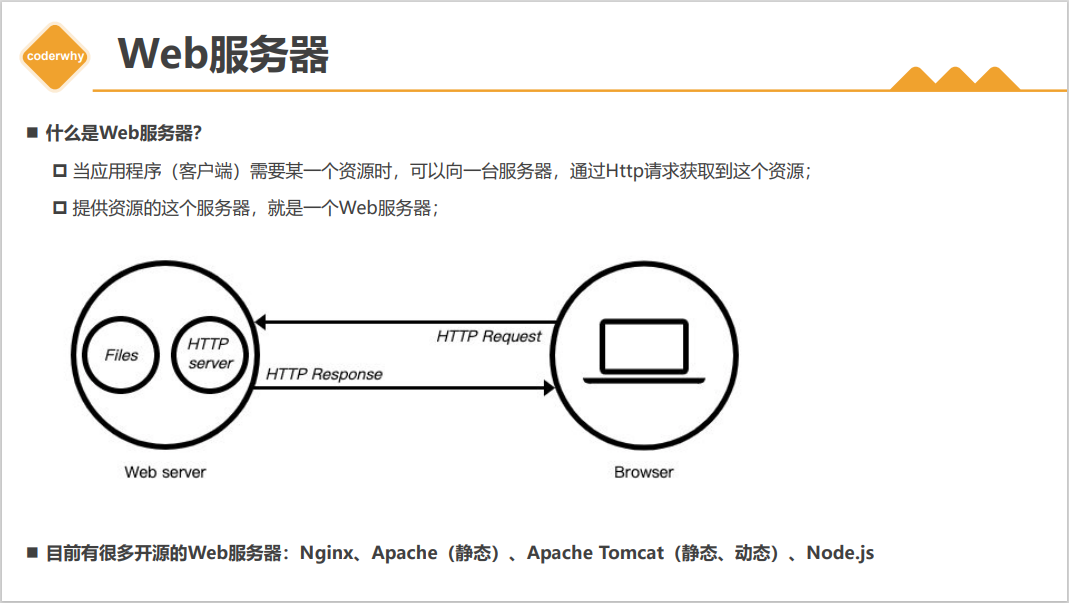 coderwhy
Web服务器
什么是Web服务器？
当应用程序（客户端）需要某一个资源时，可以向一台服务器，通过Http请求获取到这个资源；
提供资源的这个服务器，就是一个Web服务器；
Files
HTTP
server
HTTP Request
HTTP Response
Web server
Browser
目前有很多开源的Web服务器：Nginx、Apache（静态）、Apache Tomcat（静态、动态）、Node.js